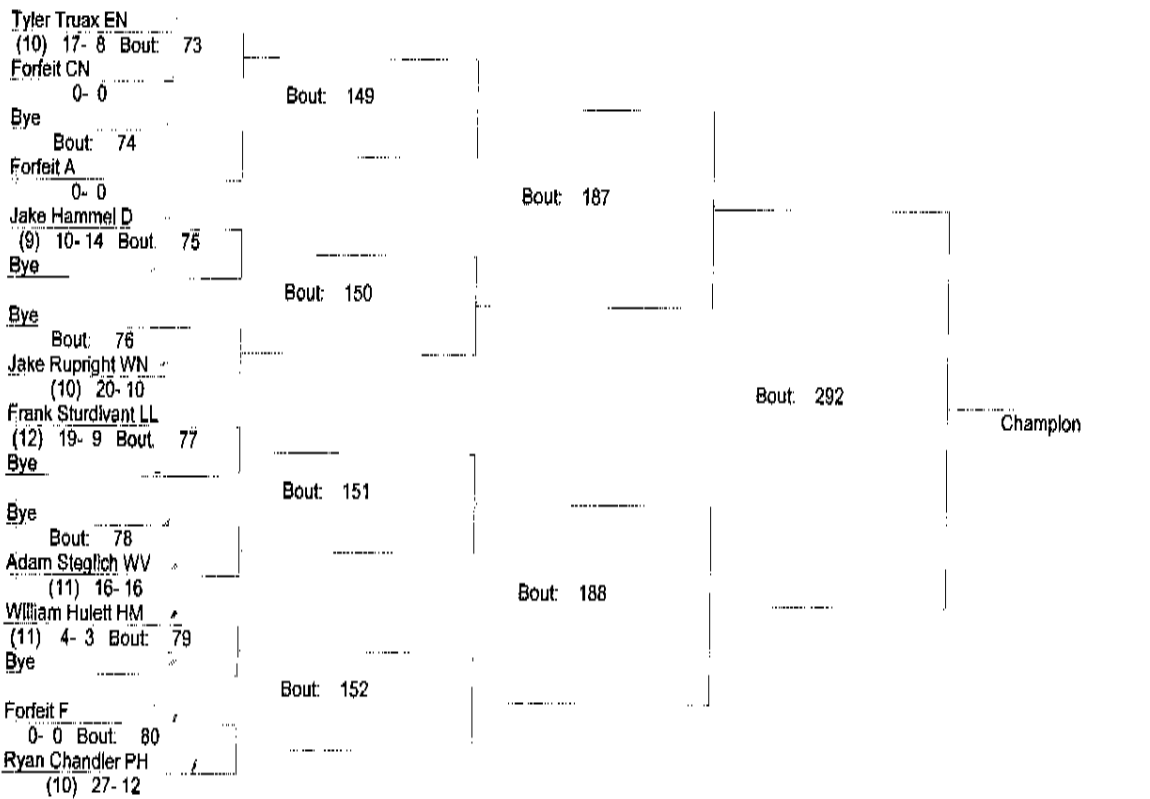 Tyler Truax EN
(10) 17- 8 Bout: 73
Forfeit CN
0- 0
Bout: 149
Bye
Bout: 74
Forfeit A
0- 0
Bout: 187
Jake Hammel D
(9) 10- 14 Bout. 75
Bye
Bout: 150
Bye
Bout: 76
Jake Rupright WN
(10) 20- 10
Bout: 292
Frank Sturdivant LL
(12) 19- 9 Bout. 77
Champion
Bye
Bout: 151
Bye
Bout: 78
Adam Steglich WV
(11) 16- 16
Bout: 188
William Hulett HM
(11) 4- 3 Bout: 79
Bye
Bout: 152
Forfeit F
0- 0 Bout: 80
Ryan Chandler PH
(10) 27- 12